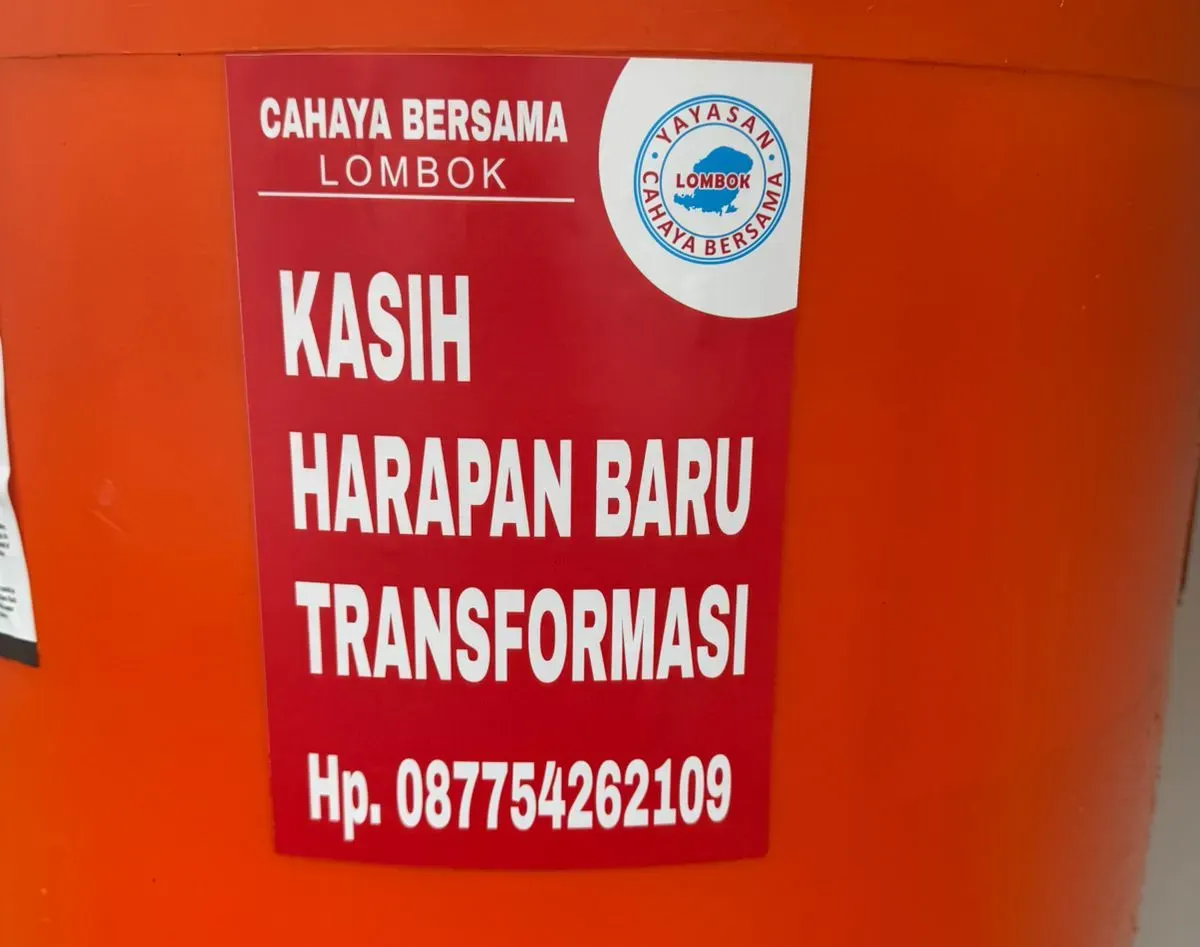 CAHAYA BERSAMA
LOMBOK
YAYASAN
LOMBOK
CAHAYA BERSAMA
KASIH
HARAPAN BARU
TRANSFORMASI
Hp. 087754262109